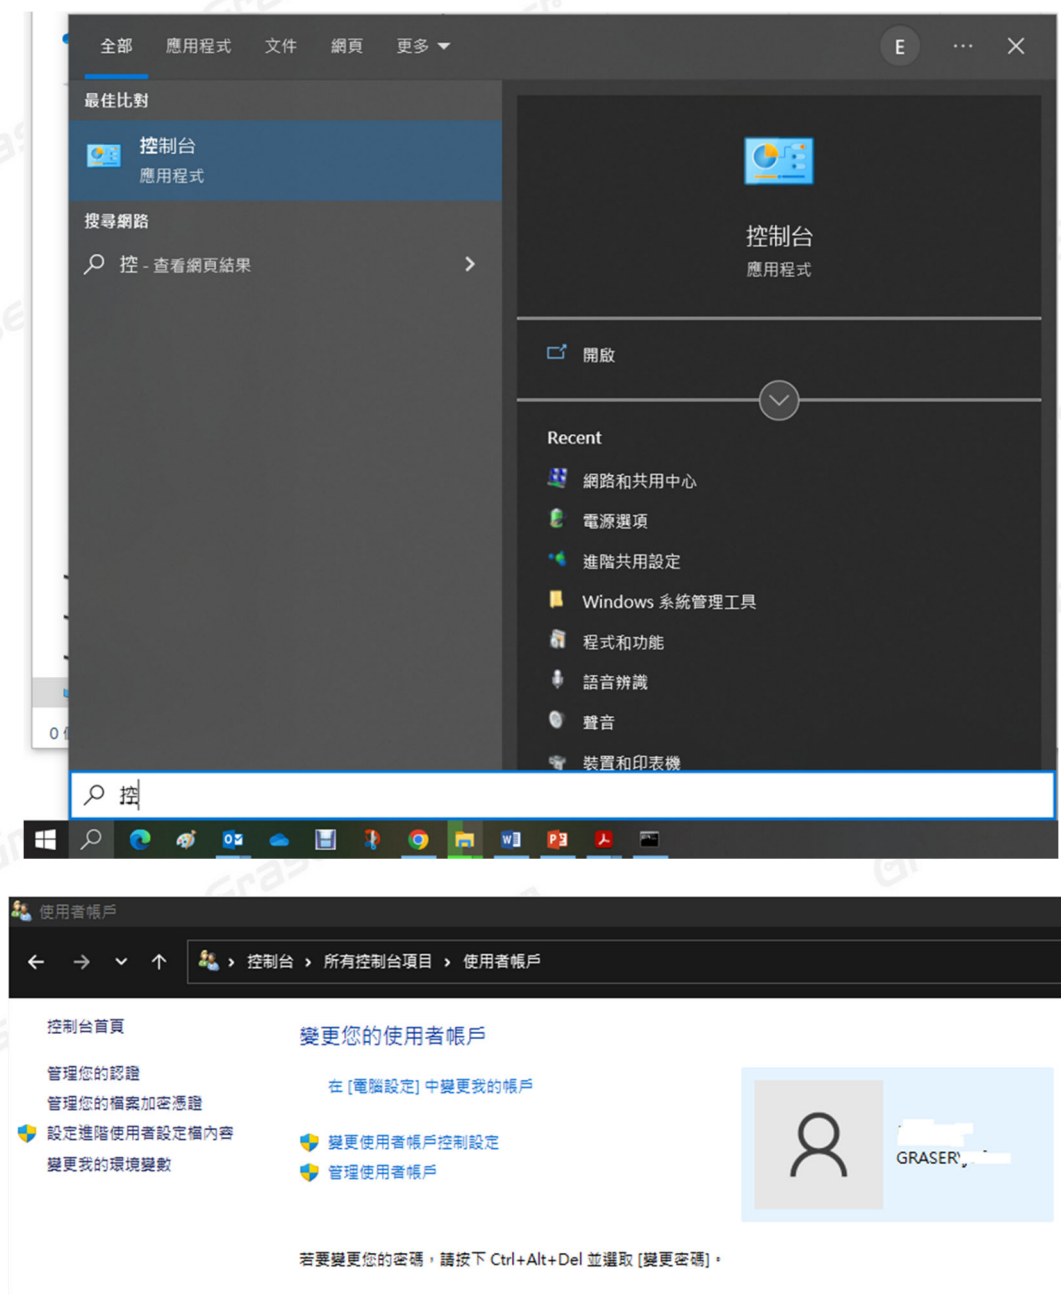 全部 應用程式 文件 網頁 更多 E
最佳比對
控制台
應用程式
搜尋網路
控 - 查看網頁結果
控制台
應用程式
開啟
Recent
網路和共用中心
電源選項
進階共用設定
Windows 系統管理工具
程式和功能
語音辨識
聲音
裝置和印表機
控
使用者帳戶
控制台 › 所有控制台項目 › 使用者帳戶
控制台首頁
管理您的認證
管理您的檔案加密憑證
設定進階使用者設定檔內容
變更我的環境變數
變更您的使用者帳戶
在 [電腦設定] 中變更我的帳戶
變更使用者帳戶控制設定
管理使用者帳戶
若要變更您的密碼，請按下 Ctrl+Alt+Del 並選取 [變更密碼]。